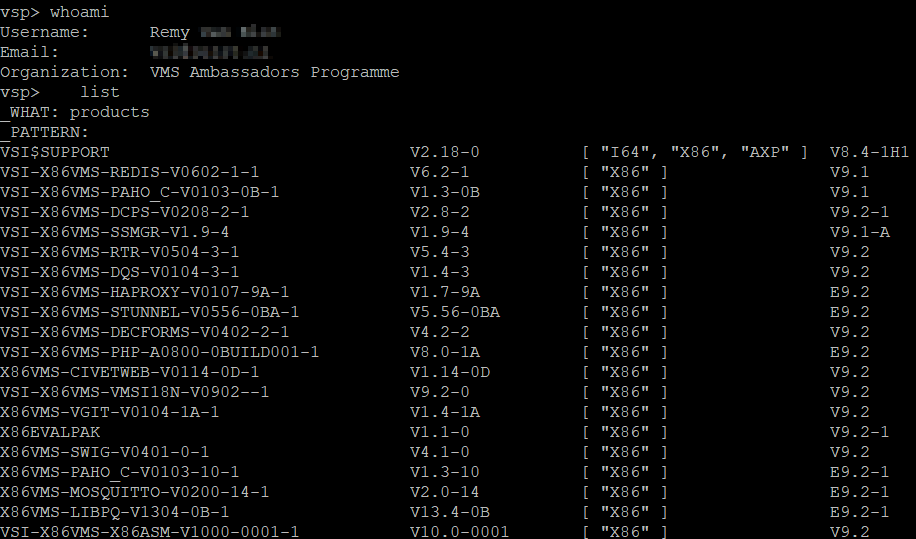 vsp> whoami
Username: Remy
Email:
Organization: VMS Ambassadors Programme
vsp> list
_WHAT: products
_PATTERN:
VSI$SUPPORT V2.18-0 [ "I64", "X86", "AXP" ] V8.4-1H1
VSI-X86VMS-REDIS-V0602-1-1 V6.2-1 [ "X86" ] V9.1
VSI-X86VMS-PAHO_C-V0103-0B-1 V1.3-0B [ "X86" ] V9.1
VSI-X86VMS-DCPS-V0208-2-1 V2.8-2 [ "X86" ] V9.2-1
VSI-X86VMS-SSMGR-V1.9-4 V1.9-4 [ "X86" ] V9.1-A
VSI-X86VMS-RTR-V0504-3-1 V5.4-3 [ "X86" ] V9.2
VSI-X86VMS-DQS-V0104-3-1 V1.4-3 [ "X86" ] V9.2
VSI-X86VMS-HAPROXY-V0107-9A-1 V1.7-9A [ "X86" ] E9.2
VSI-X86VMS-STUNNEL-V0556-0BA-1 V5.56-0BA [ "X86" ] E9.2
VSI-X86VMS-DECFORMS-V0402-2-1 V4.2-2 [ "X86" ] V9.2
VSI-X86VMS-PHP-A0800-0BUILD001-1 V8.0-1A [ "X86" ] E9.2
X86VMS-CIVETWEB-V0114-0D-1 V1.14-0D [ "X86" ] V9.2
VSI-X86VMS-VMSI18N-V0902--1 V9.2-0 [ "X86" ] V9.2
X86VMS-VGIT-V0104-1A-1 V1.4-1A [ "X86" ] V9.2
X86EVALPAK V1.1-0 [ "X86" ] V9.2-1
X86VMS-SWIG-V0401-0-1 V4.1-0 [ "X86" ] V9.2
X86VMS-PAHO_C-V0103-10-1 V1.3-10 [ "X86" ] E9.2-1
X86VMS-MOSQUITTO-V0200-14-1 V2.0-14 [ "X86" ] E9.2-1
X86VMS-LIBPQ-V1304-0B-1 V13.4-0B [ "X86" ] E9.2-1
VSI-X86VMS-X86ASM-V1000-0001-1 V10.0-0001 [ "X86" ] V9.2